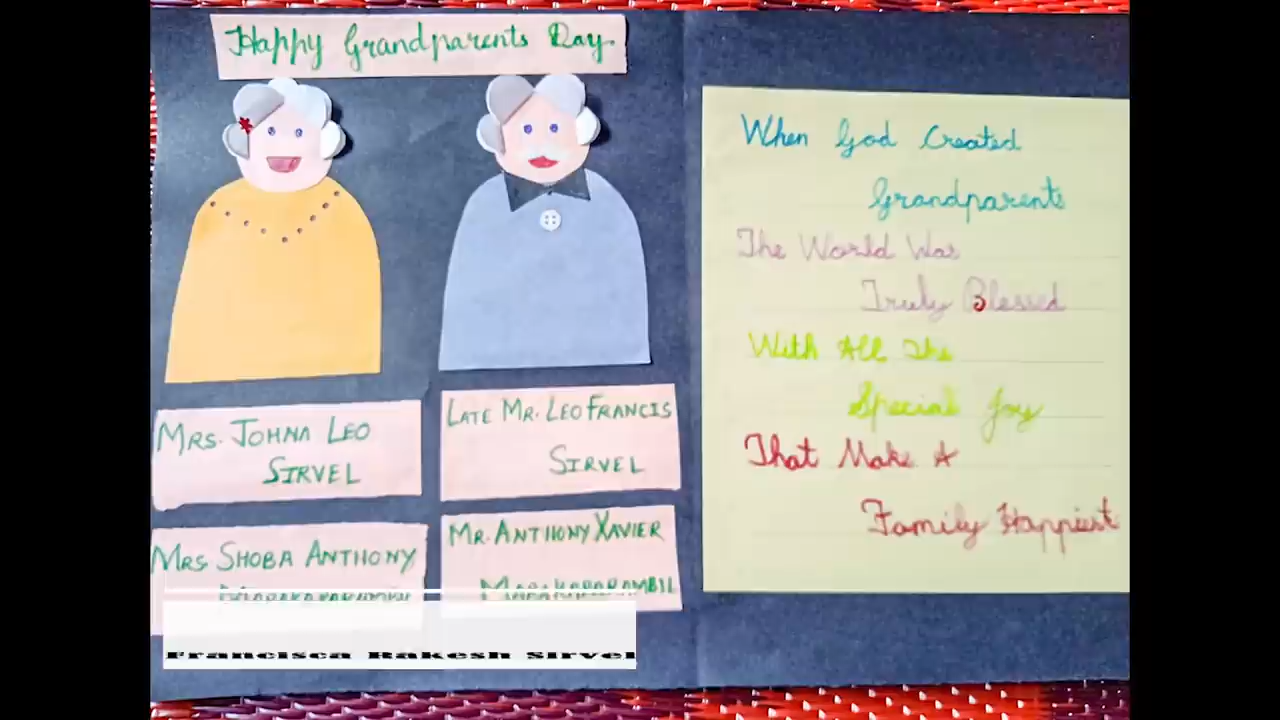 Happy Grandparents Day.
MRS. JOHNA LEO
SIRVEL
LATE MR. LEO FRANCIS
SIRVEL
MRS SHOBA ANTHONY
MR. ANTHONY XAVIER
MARAKAPARAMBIL
When God Created
Grandparents
The World Was
Truly Blessed
With All The
Special Joy
That Make A
Family Happiest
Francisca Rakesh Sirvel